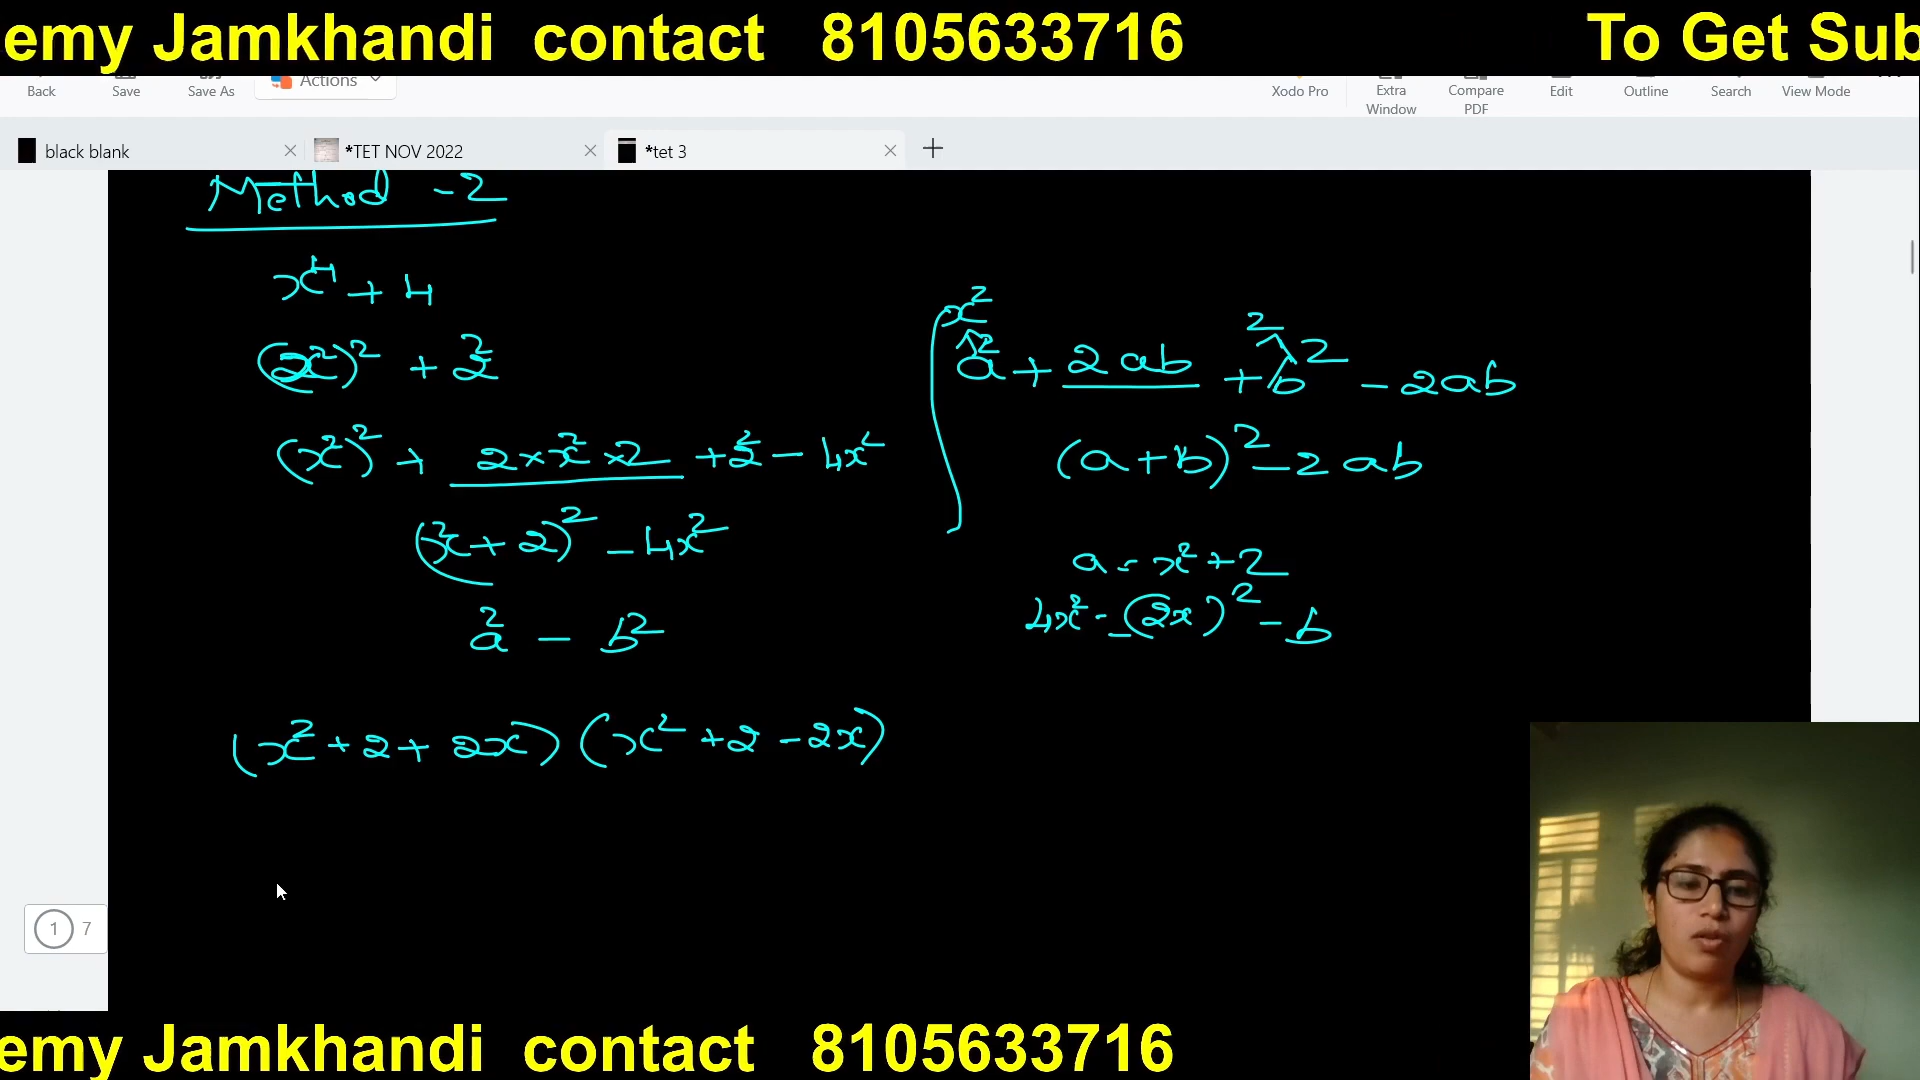 emy Jamkhandi contact 8105633716 To Get Sub
Back Save Save As Actions Xodo Pro Extra Window Compare PDF Edit Outline Search View Mode
black blank *TET NOV 2022 *tet 3
Method - 2
x⁴ + 4
(x²)² + 2²
(x²)² + 2 × x² × 2 + 2² - 4x²
(x² + 2)² - 4x²
a² - b²
(x² + 2 + 2x) (x² + 2 - 2x)
x² 2
a² + 2ab + b² - 2ab
(a + b)² - 2ab
a = x² + 2
4x² = (2x)² - b
1 7
emy Jamkhandi contact 8105633716